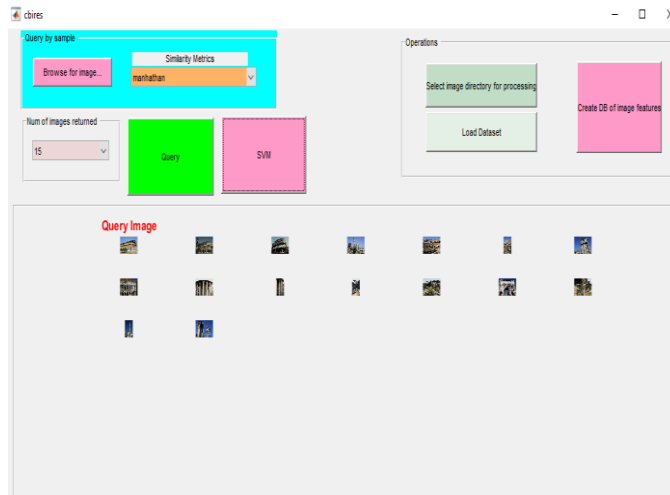 cbires
Query by sample
Browse for image...
Similarity Metrics
manhathan
Operations
Select image directory for processing
Load Dataset
Create DB of image features
Num of images returned
15
Query
SVM
Query Image